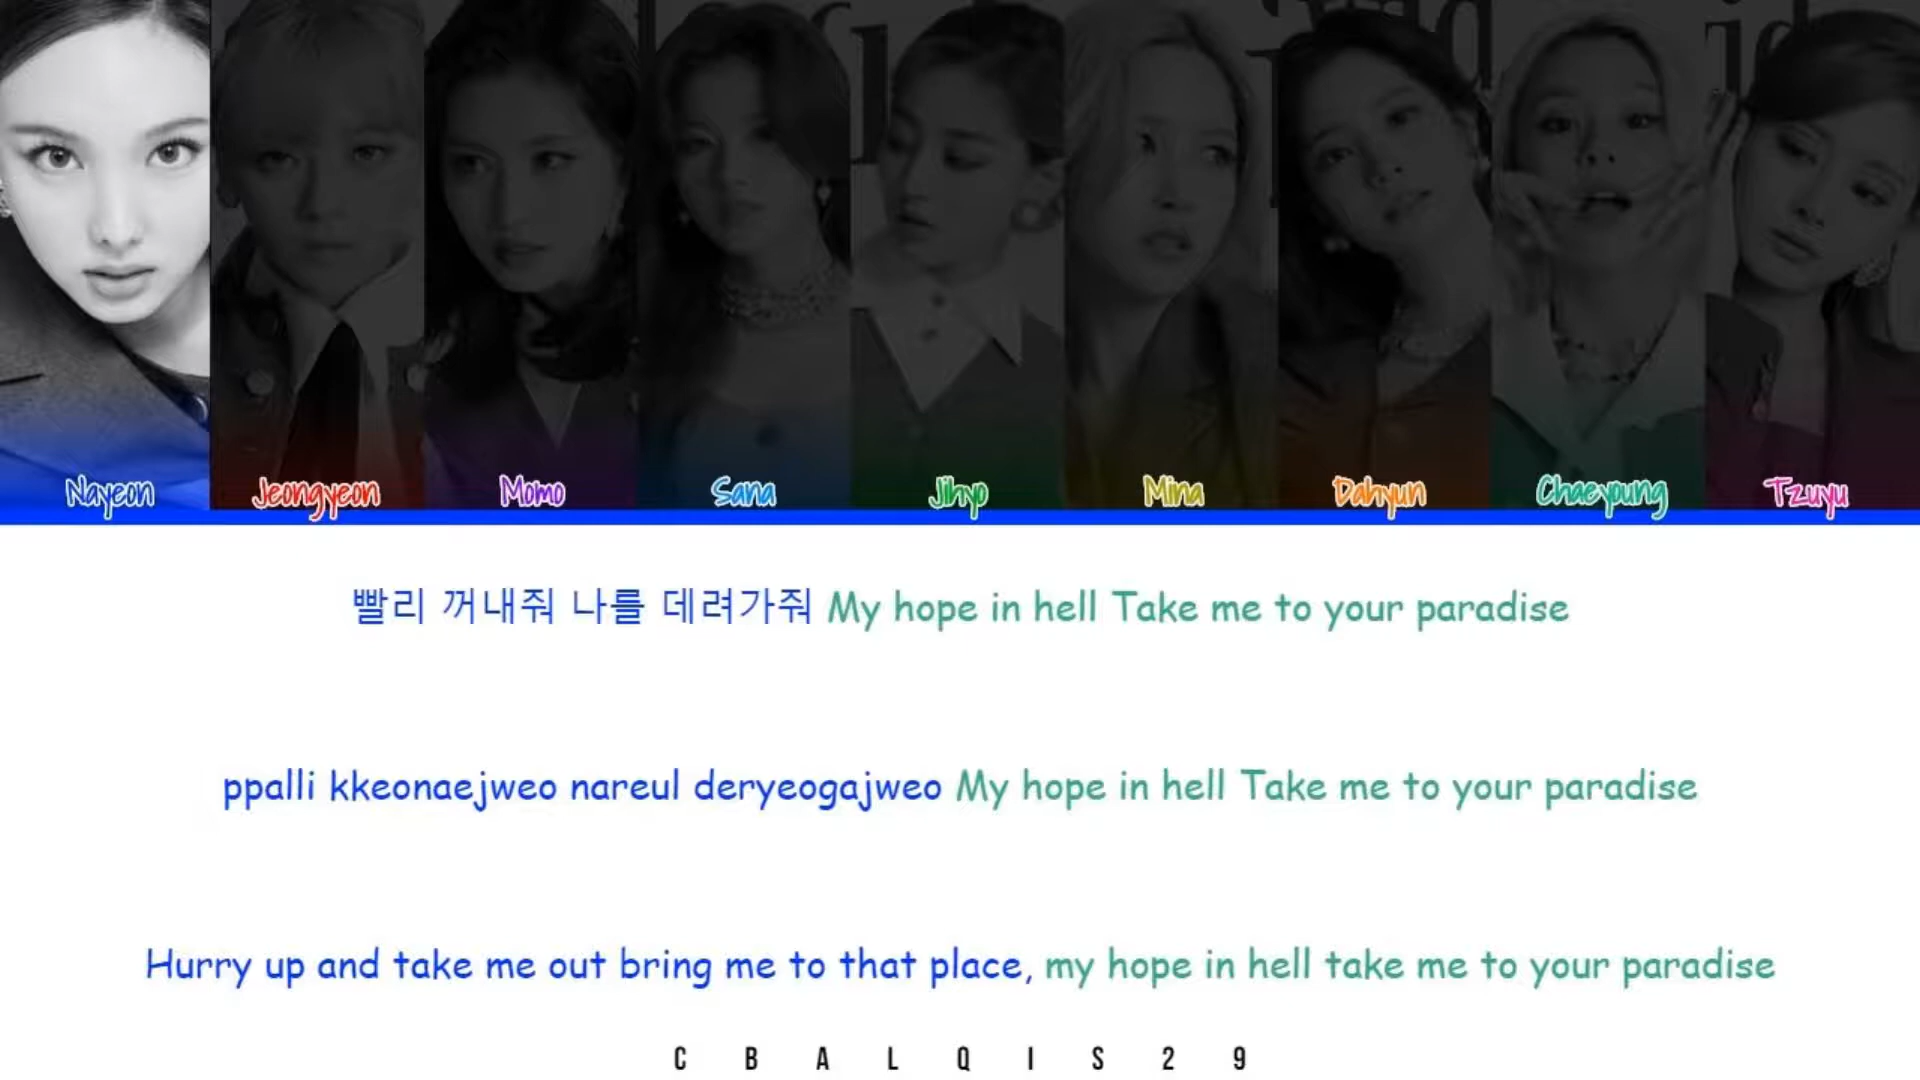 Nayeon Jeongyeon Momo Sana Jihyo Mina Dahyun Chaeyoung Tzuyu
빨리 꺼내줘 나를 데려가줘 My hope in hell Take me to your paradise
ppalli kkeonaejweo nareul deryeogajweo My hope in hell Take me to your paradise
Hurry up and take me out bring me to that place, my hope in hell take me to your paradise
CBALQIS29